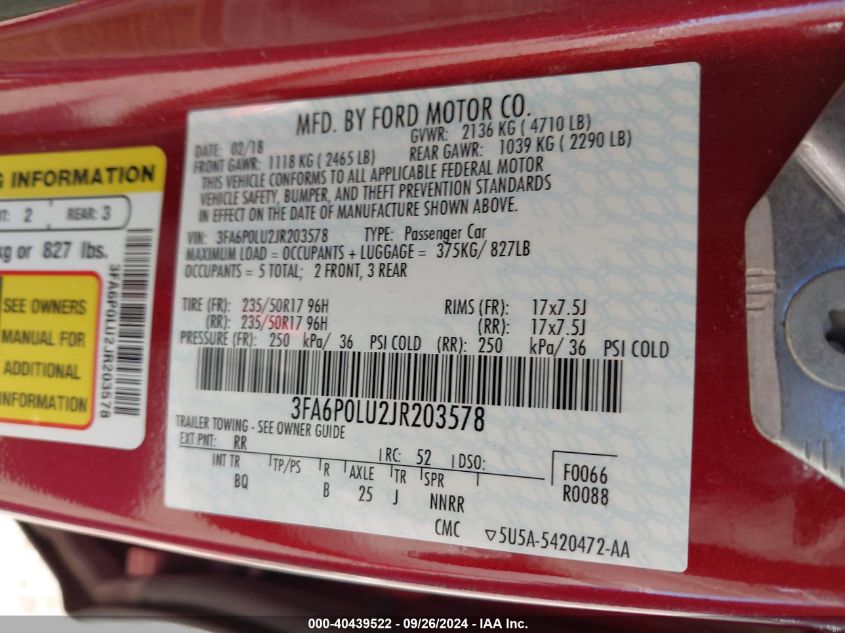 MFD. BY FORD MOTOR CO.
DATE: 02/18 GVWR: 2136 KG ( 4710 LB)
FRONT GAWR: 1118 KG ( 2465 LB) REAR GAWR: 1039 KG ( 2290 LB)
THIS VEHICLE CONFORMS TO ALL APPLICABLE FEDERAL MOTOR
VEHICLE SAFETY, BUMPER, AND THEFT PREVENTION STANDARDS
IN EFFECT ON THE DATE OF MANUFACTURE SHOWN ABOVE.
VIN: 3FA6P0LU2JR203578 TYPE: Passenger Car
MAXIMUM LOAD = OCCUPANTS + LUGGAGE = 375KG/ 827LB
OCCUPANTS = 5 TOTAL; 2 FRONT, 3 REAR
TIRE (FR): 235/50R17 96H RIMS (FR): 17x7.5J
(RR): 235/50R17 96H (RR): 17x7.5J
PRESSURE (FR): 250 kPa/ 36 PSI COLD (RR): 250 kPa/ 36 PSI COLD
3FA6P0LU2JR203578
TRAILER TOWING - SEE OWNER GUIDE
EXT PNT: RR RC: 52 DSO:
INT TR TP/PS R AXLE TR SPR
BQ B 25 J NNRR
F0066
R0088
CMC ▽5U5A-5420472-AA
G INFORMATION
: 2 REAR: 3
kg or 827 lbs.
SEE OWNERS
MANUAL FOR
ADDITIONAL
INFORMATION
3FA6P0LU2JR203578
000-40439522 - 09/26/2024 - IAA Inc.